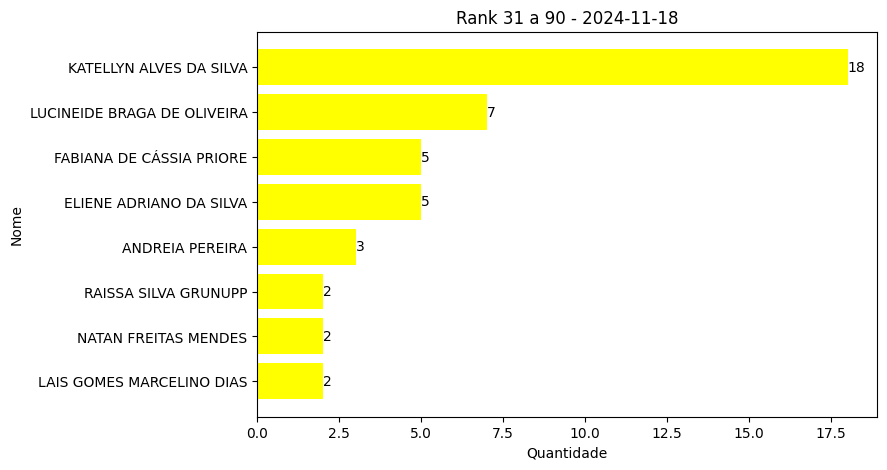 Rank 31 a 90 - 2024-11-18
KATELLYN ALVES DA SILVA 18
LUCINEIDE BRAGA DE OLIVEIRA 7
FABIANA DE CÁSSIA PRIORE 5
ELIENE ADRIANO DA SILVA 5
ANDREIA PEREIRA 3
RAISSA SILVA GRUNUPP 2
NATAN FREITAS MENDES 2
LAIS GOMES MARCELINO DIAS 2
Nome
0.0 2.5 5.0 7.5 10.0 12.5 15.0 17.5
Quantidade